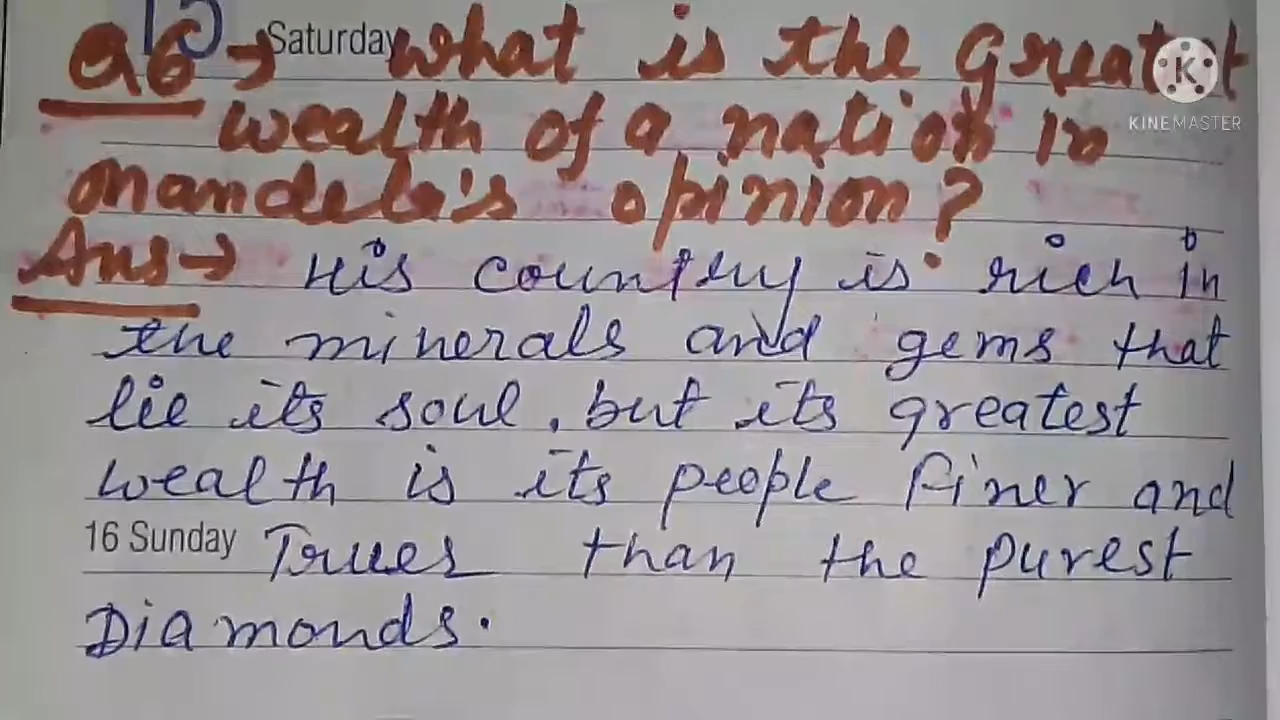 15 Saturday
Q6→ What is the Greatest
wealth of a nation in
mandela's opinion?
Ans→ His country is rich in
the minerals and gems that
lie its soul, but its greatest
wealth is its people finer and
16 Sunday Truer than the purest
Diamonds.
K
KINEMASTER